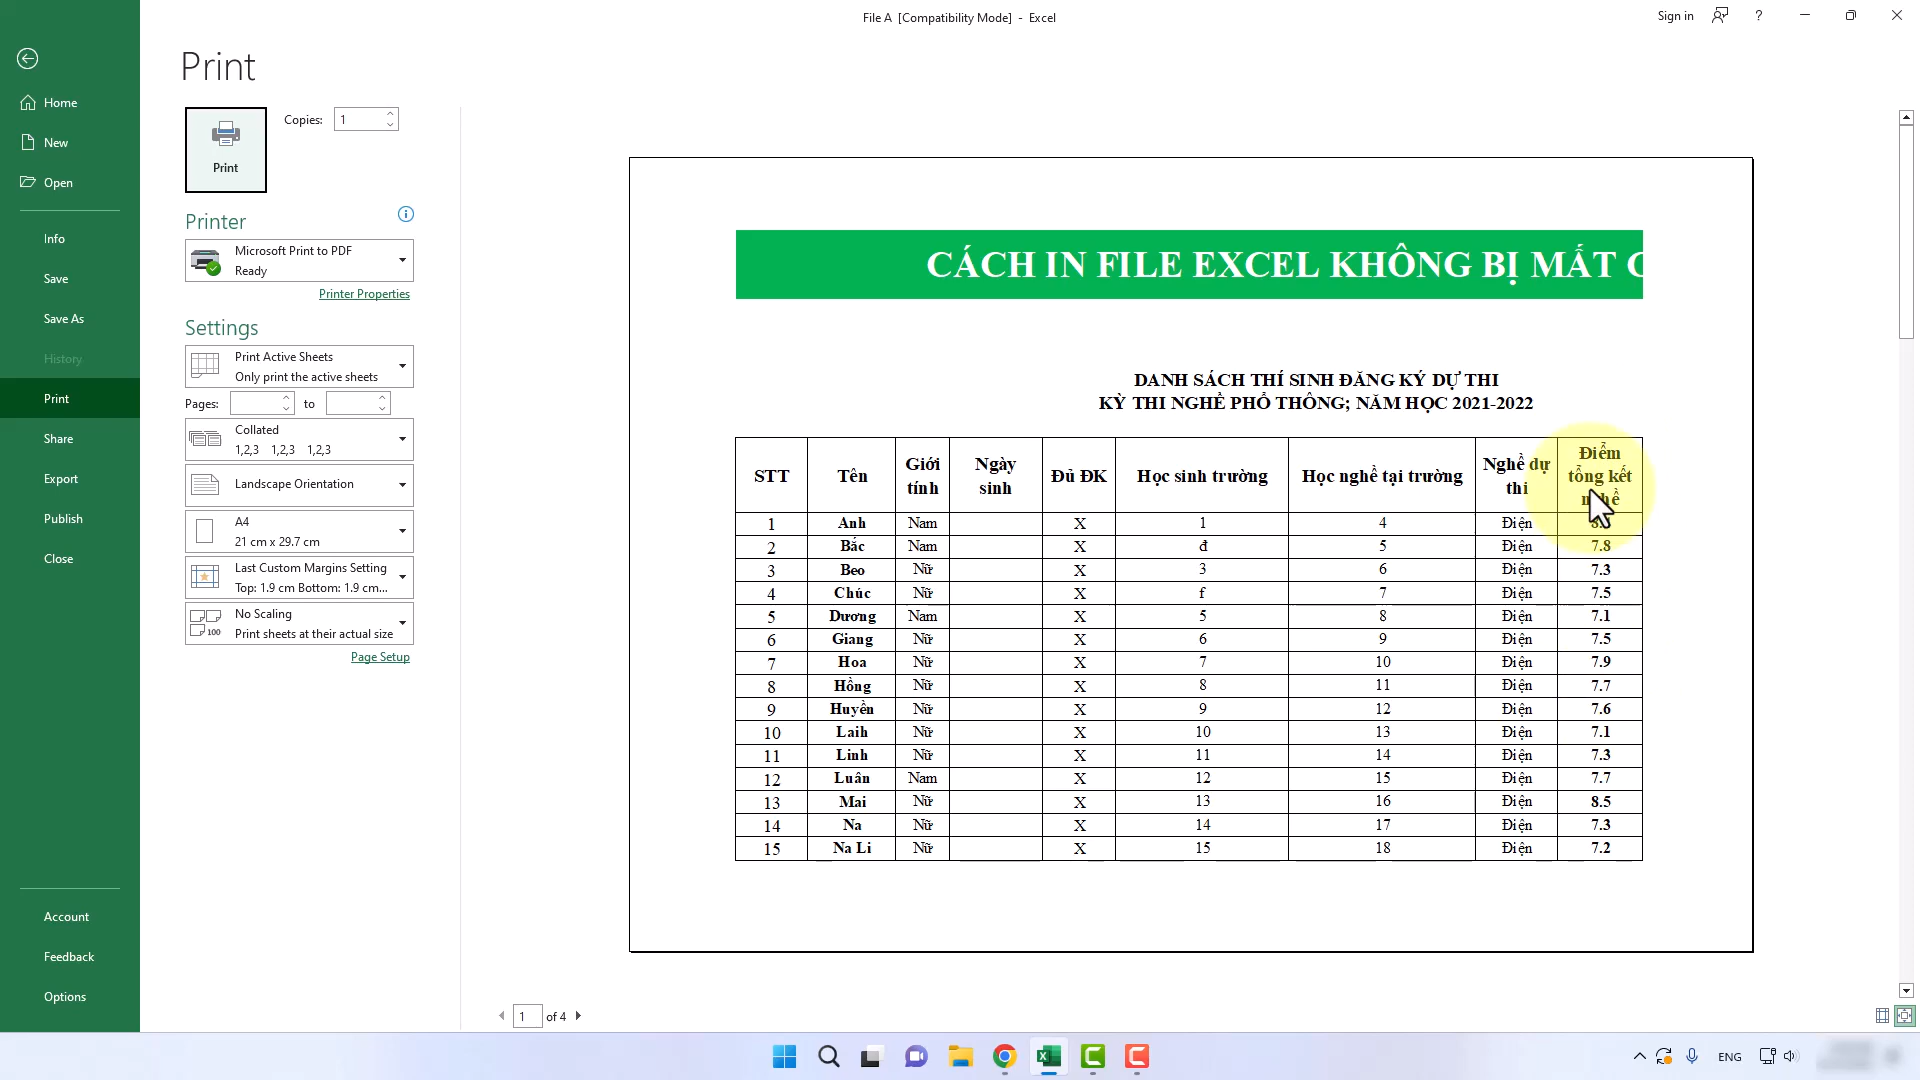 File A  [Compatibility Mode]  -  Excel
Sign in
?
Print
Home
New
Open
Info
Save
Save As
History
Print
Share
Export
Publish
Close
Account
Feedback
Options
Print
Copies: 1
Printer
Microsoft Print to PDF
Ready
Printer Properties
Settings
Print Active Sheets
Only print the active sheets
Pages: to
Collated
1,2,3 1,2,3 1,2,3
Landscape Orientation
A4
21 cm x 29.7 cm
Last Custom Margins Setting
Top: 1.9 cm Bottom: 1.9 cm...
No Scaling
100 Print sheets at their actual size
Page Setup
CÁCH IN FILE EXCEL KHÔNG BỊ MẤT
DANH SÁCH THÍ SINH ĐĂNG KÝ DỰ THI
KỲ THI NGHỀ PHỔ THÔNG; NĂM HỌC 2021-2022
STT Tên Giới tính Ngày sinh Đủ ĐK Học sinh trường Học nghề tại trường Nghề dự thi Điểm tổng kết nghề
1 Anh Nam X 1 4 Điện
2 Bắc Nam X đ 5 Điện 7.8
3 Beo Nữ X 3 6 Điện 7.3
4 Chúc Nữ X f 7 Điện 7.5
5 Dương Nam X 5 8 Điện 7.1
6 Giang Nữ X 6 9 Điện 7.5
7 Hoa Nữ X 7 10 Điện 7.9
8 Hồng Nữ X 8 11 Điện 7.7
9 Huyền Nữ X 9 12 Điện 7.6
10 Laih Nữ X 10 13 Điện 7.1
11 Linh Nữ X 11 14 Điện 7.3
12 Luân Nam X 12 15 Điện 7.7
13 Mai Nữ X 13 16 Điện 8.5
14 Na Nữ X 14 17 Điện 7.3
15 Na Li Nữ X 15 18 Điện 7.2
1 of 4
ENG